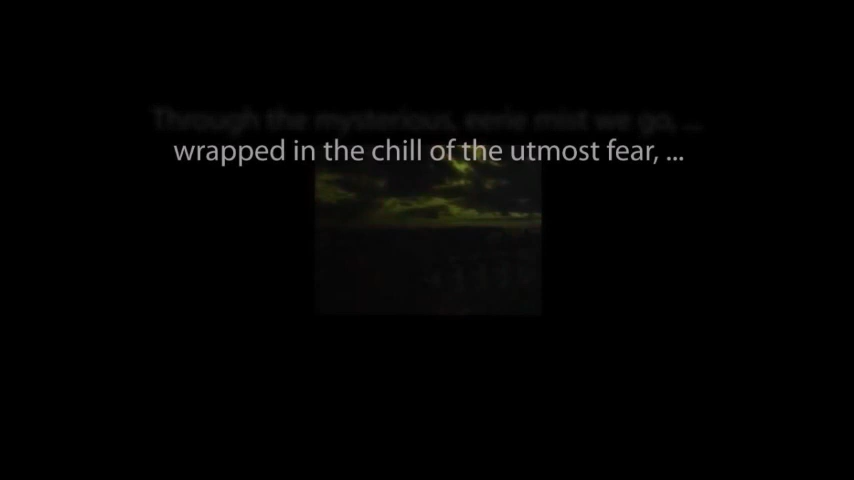 Through the mysterious, eerie mist we go, ...
wrapped in the chill of the utmost fear, ...